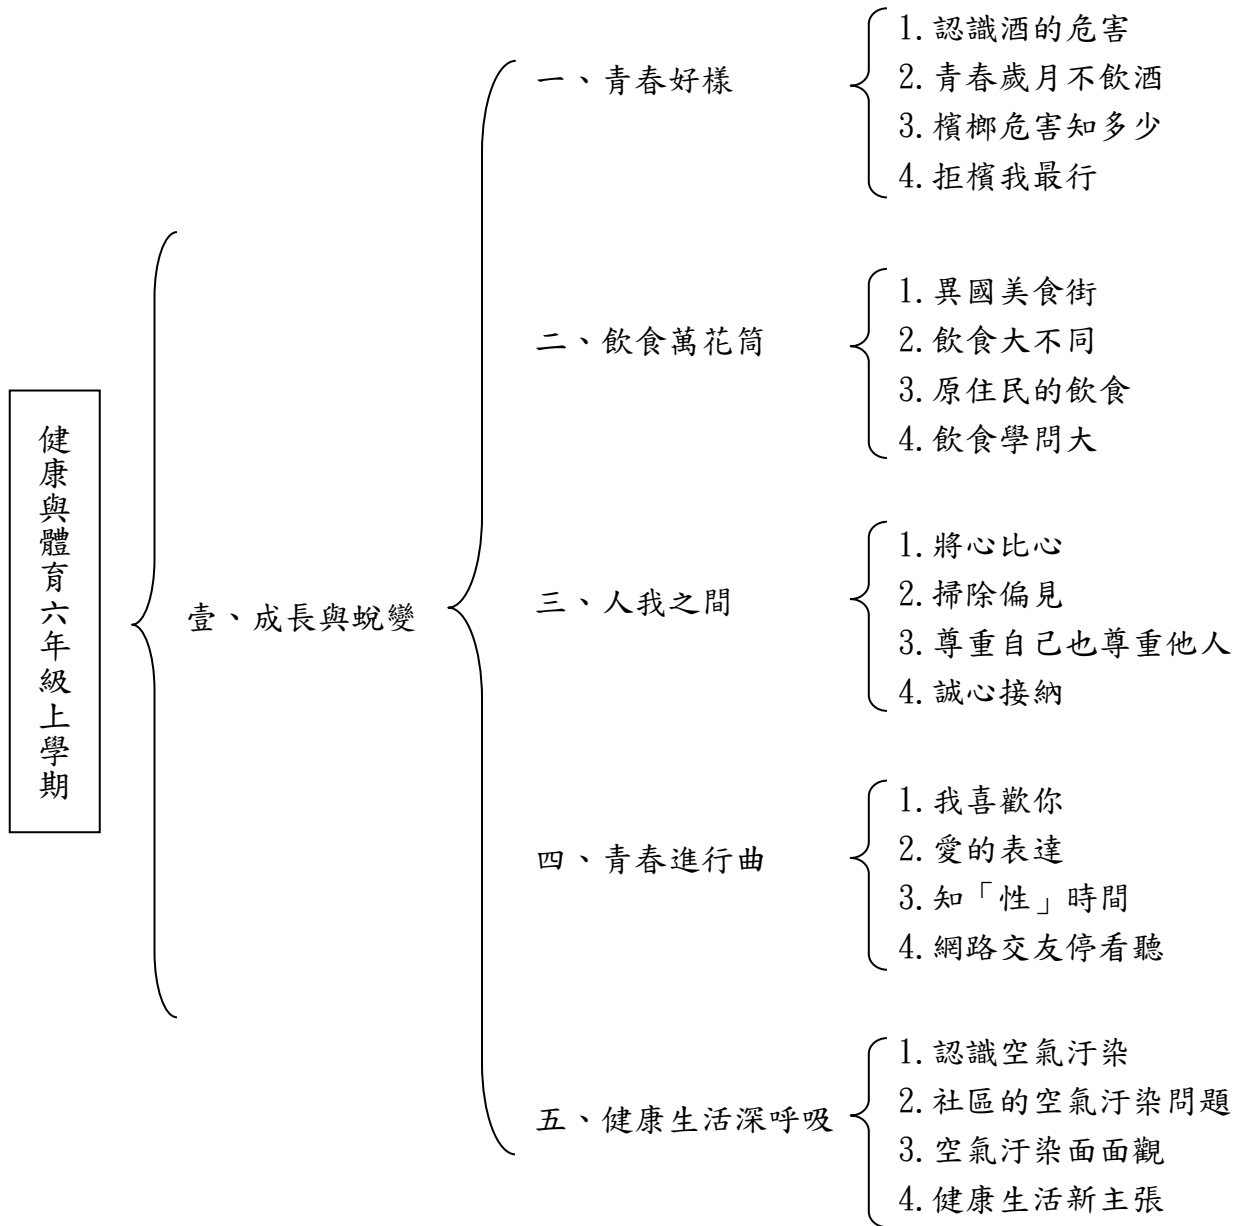 健康與體育六年級上學期
壹、成長與蛻變
一、青春好樣
1.認識酒的危害
2.青春歲月不飲酒
3.檳榔危害知多少
4.拒檳我最行
二、飲食萬花筒
1.異國美食街
2.飲食大不同
3.原住民的飲食
4.飲食學問大
三、人我之間
1.將心比心
2.掃除偏見
3.尊重自己也尊重他人
4.誠心接納
四、青春進行曲
1.我喜歡你
2.愛的表達
3.知「性」時間
4.網路交友停看聽
五、健康生活深呼吸
1.認識空氣汙染
2.社區的空氣汙染問題
3.空氣汙染面面觀
4.健康生活新主張